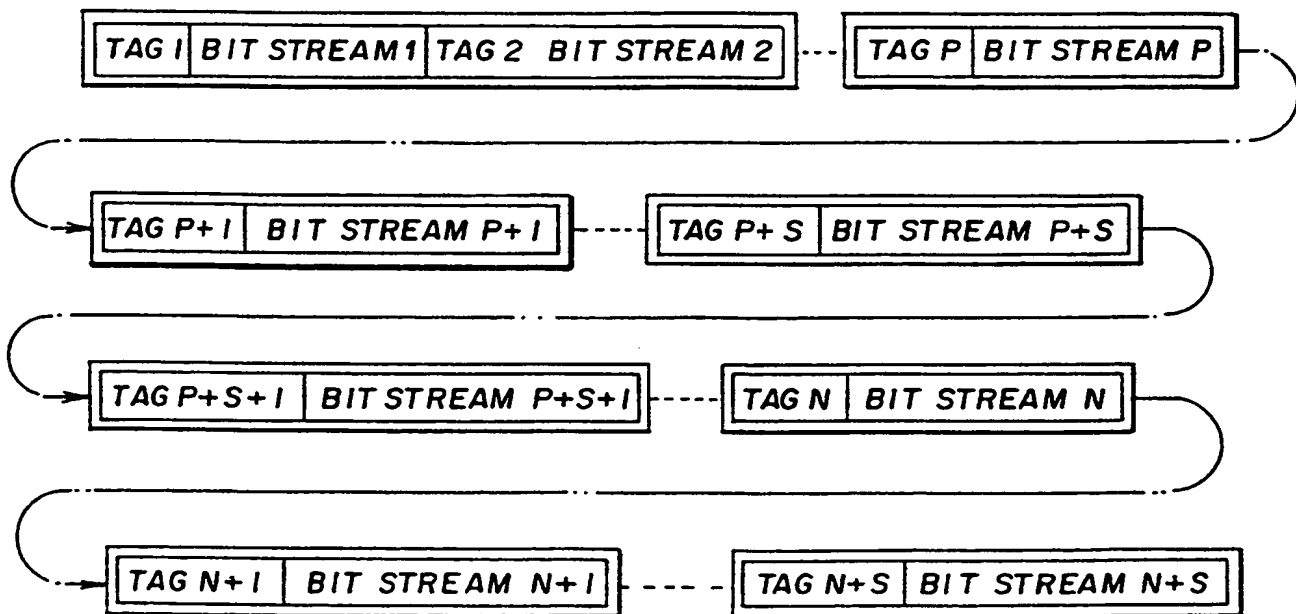 TAG 1 BIT STREAM 1 TAG 2 BIT STREAM 2 TAG P BIT STREAM P
TAG P+1 BIT STREAM P+1 TAG P+S BIT STREAM P+S
TAG P+S+1 BIT STREAM P+S+1 TAG N BIT STREAM N
TAG N+1 BIT STREAM N+1 TAG N+S BIT STREAM N+S